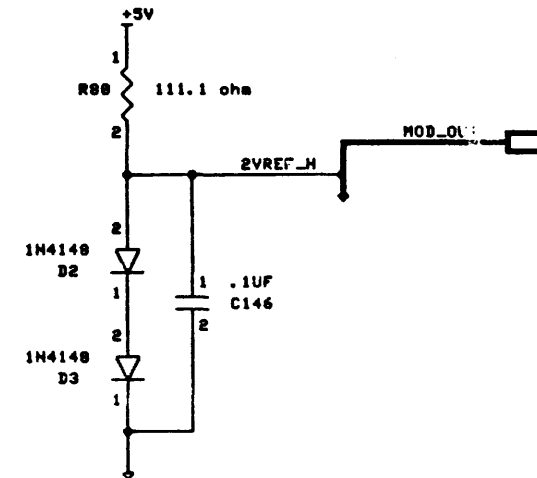 +5V
1
R88 111.1 ohm
2
MOD_OU
2VREF_H
2
1N4148
D2
1
1 .1UF
C146
2
2
1N4148
D3
1